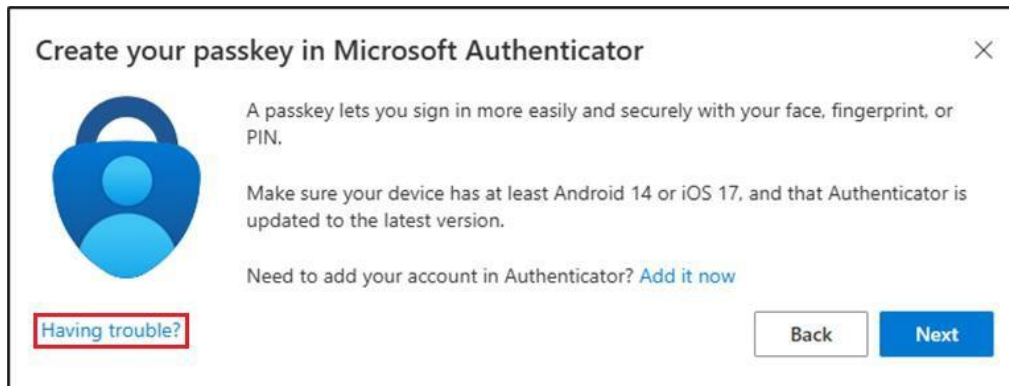 Create your passkey in Microsoft Authenticator
A passkey lets you sign in more easily and securely with your face, fingerprint, or
PIN.
Make sure your device has at least Android 14 or iOS 17, and that Authenticator is
updated to the latest version.
Need to add your account in Authenticator? Add it now
Having trouble?
Back
Next